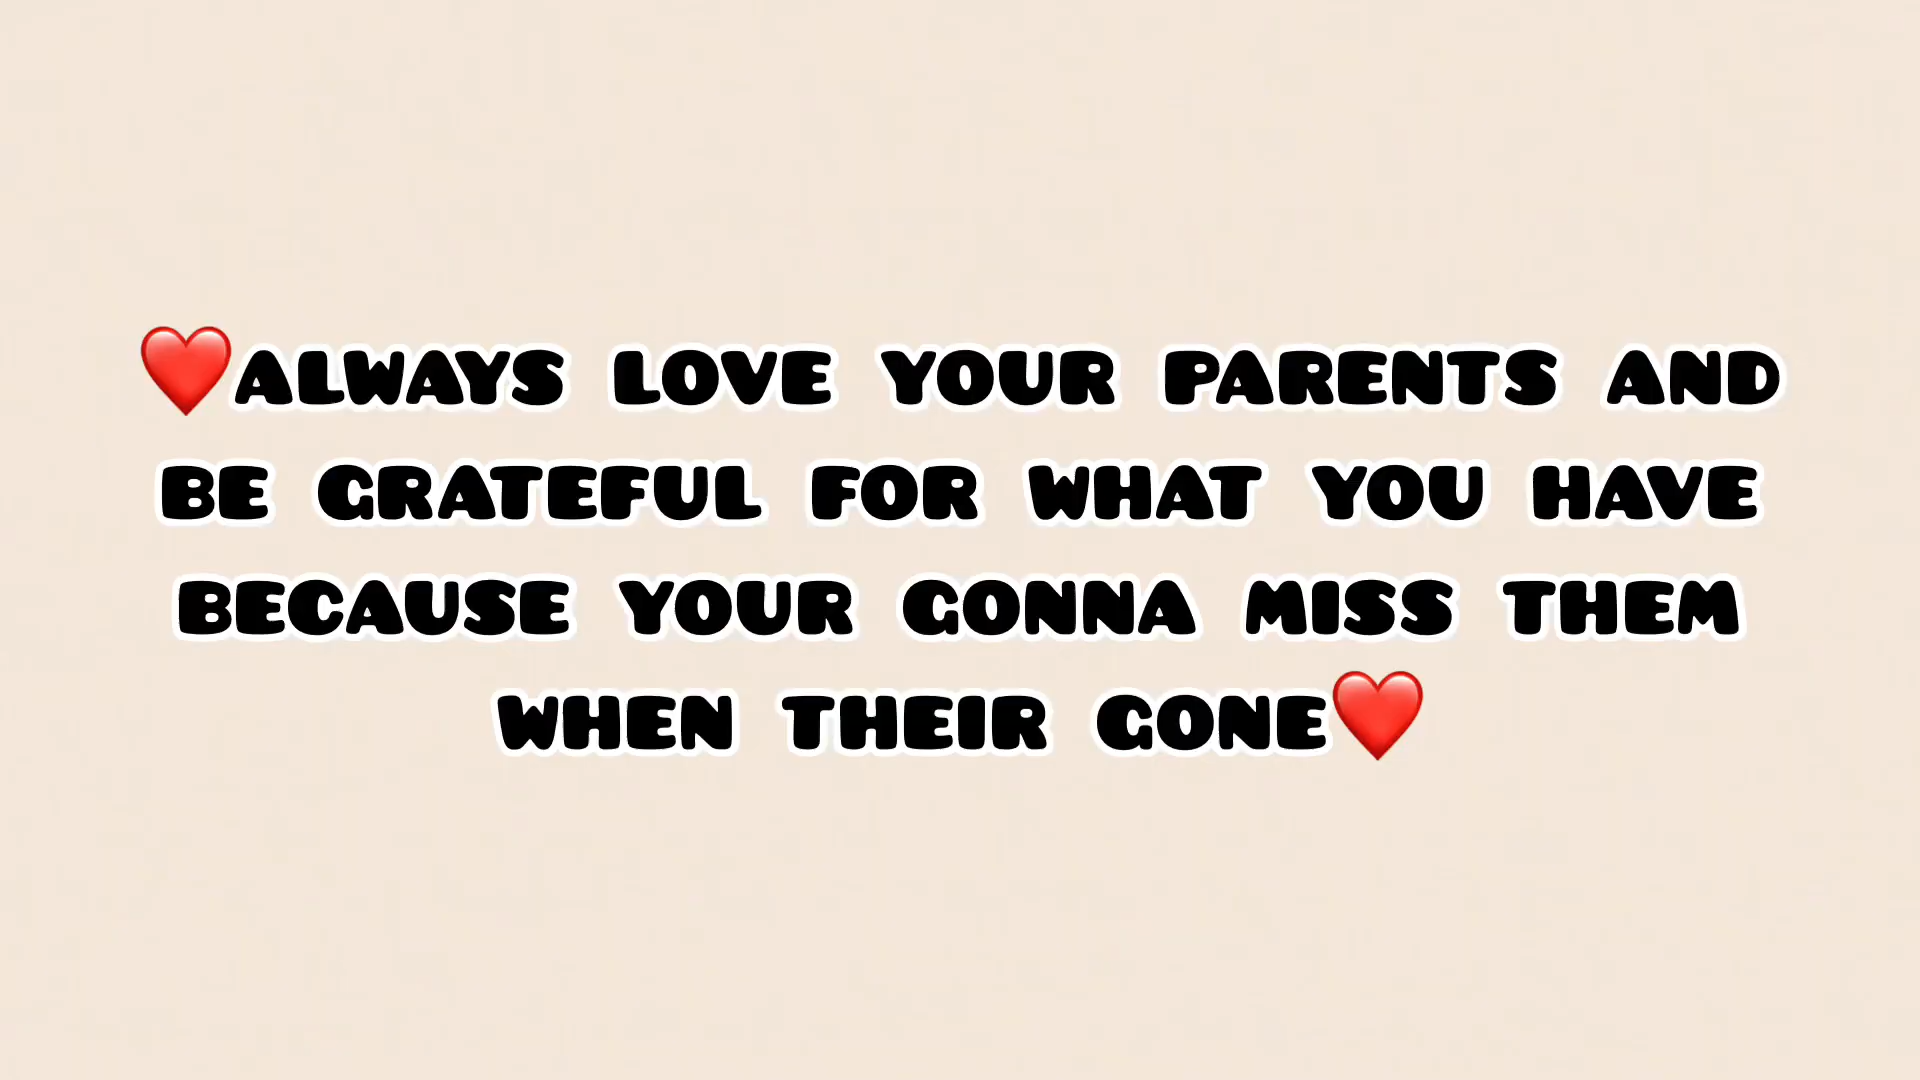 ❤️ALWAYS LOVE YOUR PARENTS AND
BE GRATEFUL FOR WHAT YOU HAVE
BECAUSE YOUR GONNA MISS THEM
WHEN THEIR GONE❤️